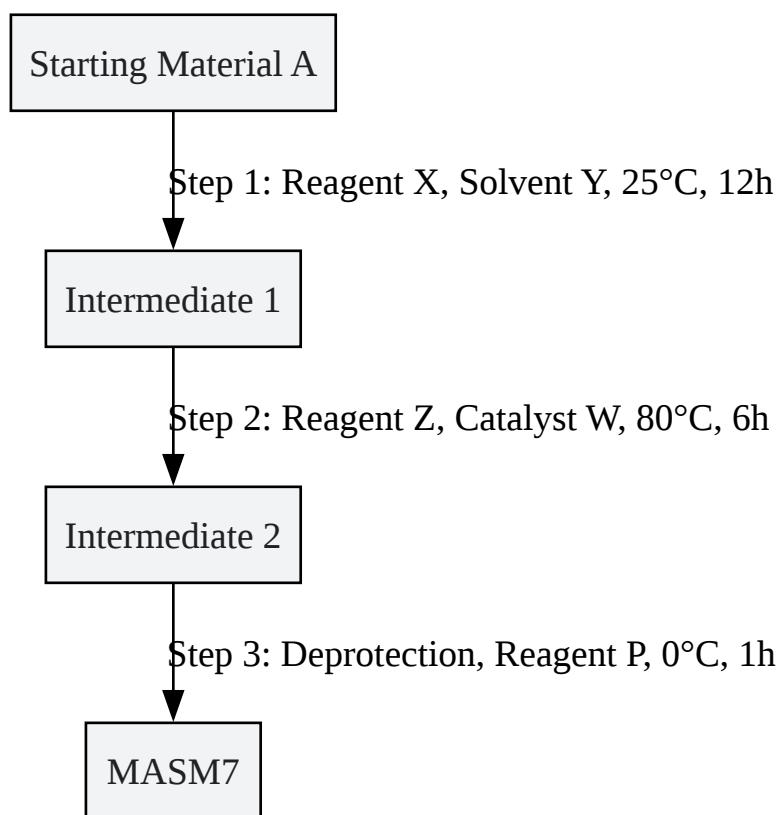 Starting Material A
Step 1: Reagent X, Solvent Y, 25°C, 12h
Intermediate 1
Step 2: Reagent Z, Catalyst W, 80°C, 6h
Intermediate 2
Step 3: Deprotection, Reagent P, 0°C, 1h
MASM7